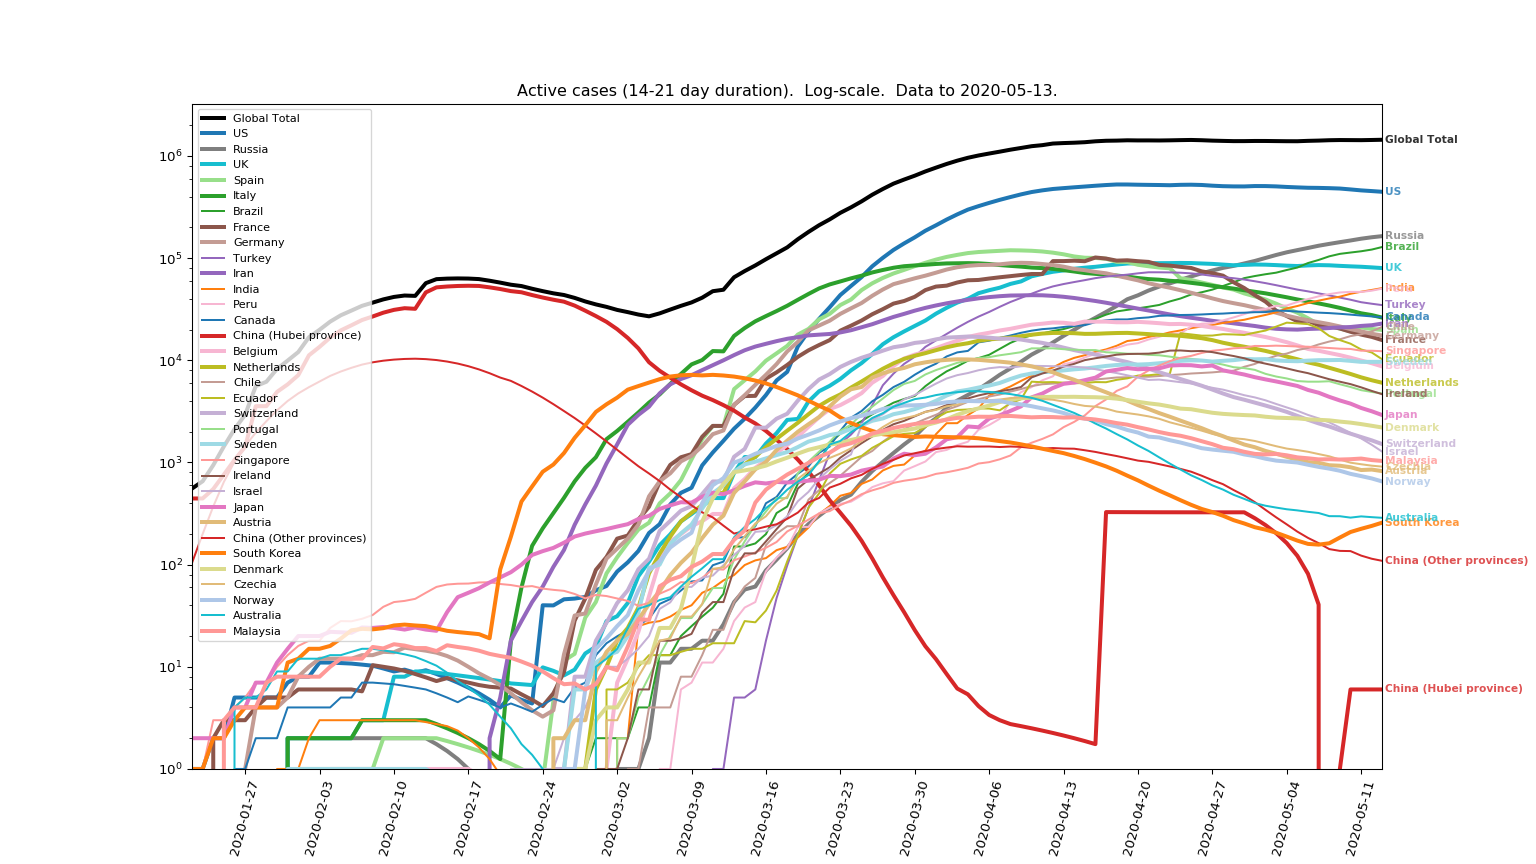 Active cases (14-21 day duration).  Log-scale.  Data to 2020-05-13.
Global Total
US
Russia
UK
Spain
Italy
Brazil
France
Germany
Turkey
Iran
India
Peru
Canada
China (Hubei province)
Belgium
Netherlands
Chile
Ecuador
Switzerland
Portugal
Sweden
Singapore
Ireland
Israel
Japan
Austria
China (Other provinces)
South Korea
Denmark
Czechia
Norway
Australia
Malaysia
10^6
10^5
10^4
10^3
10^2
10^1
10^0
Global Total
US
Russia
Brazil
UK
India
Turkey
Canada
France
Singapore
Ecuador
Belgium
Netherlands
Ireland
Japan
Denmark
Switzerland
Israel
Malaysia
Czechia
Austria
Norway
Australia
South Korea
China (Other provinces)
China (Hubei province)
2020-01-27
2020-02-03
2020-02-10
2020-02-17
2020-02-24
2020-03-02
2020-03-09
2020-03-16
2020-03-23
2020-03-30
2020-04-06
2020-04-13
2020-04-20
2020-04-27
2020-05-04
2020-05-11